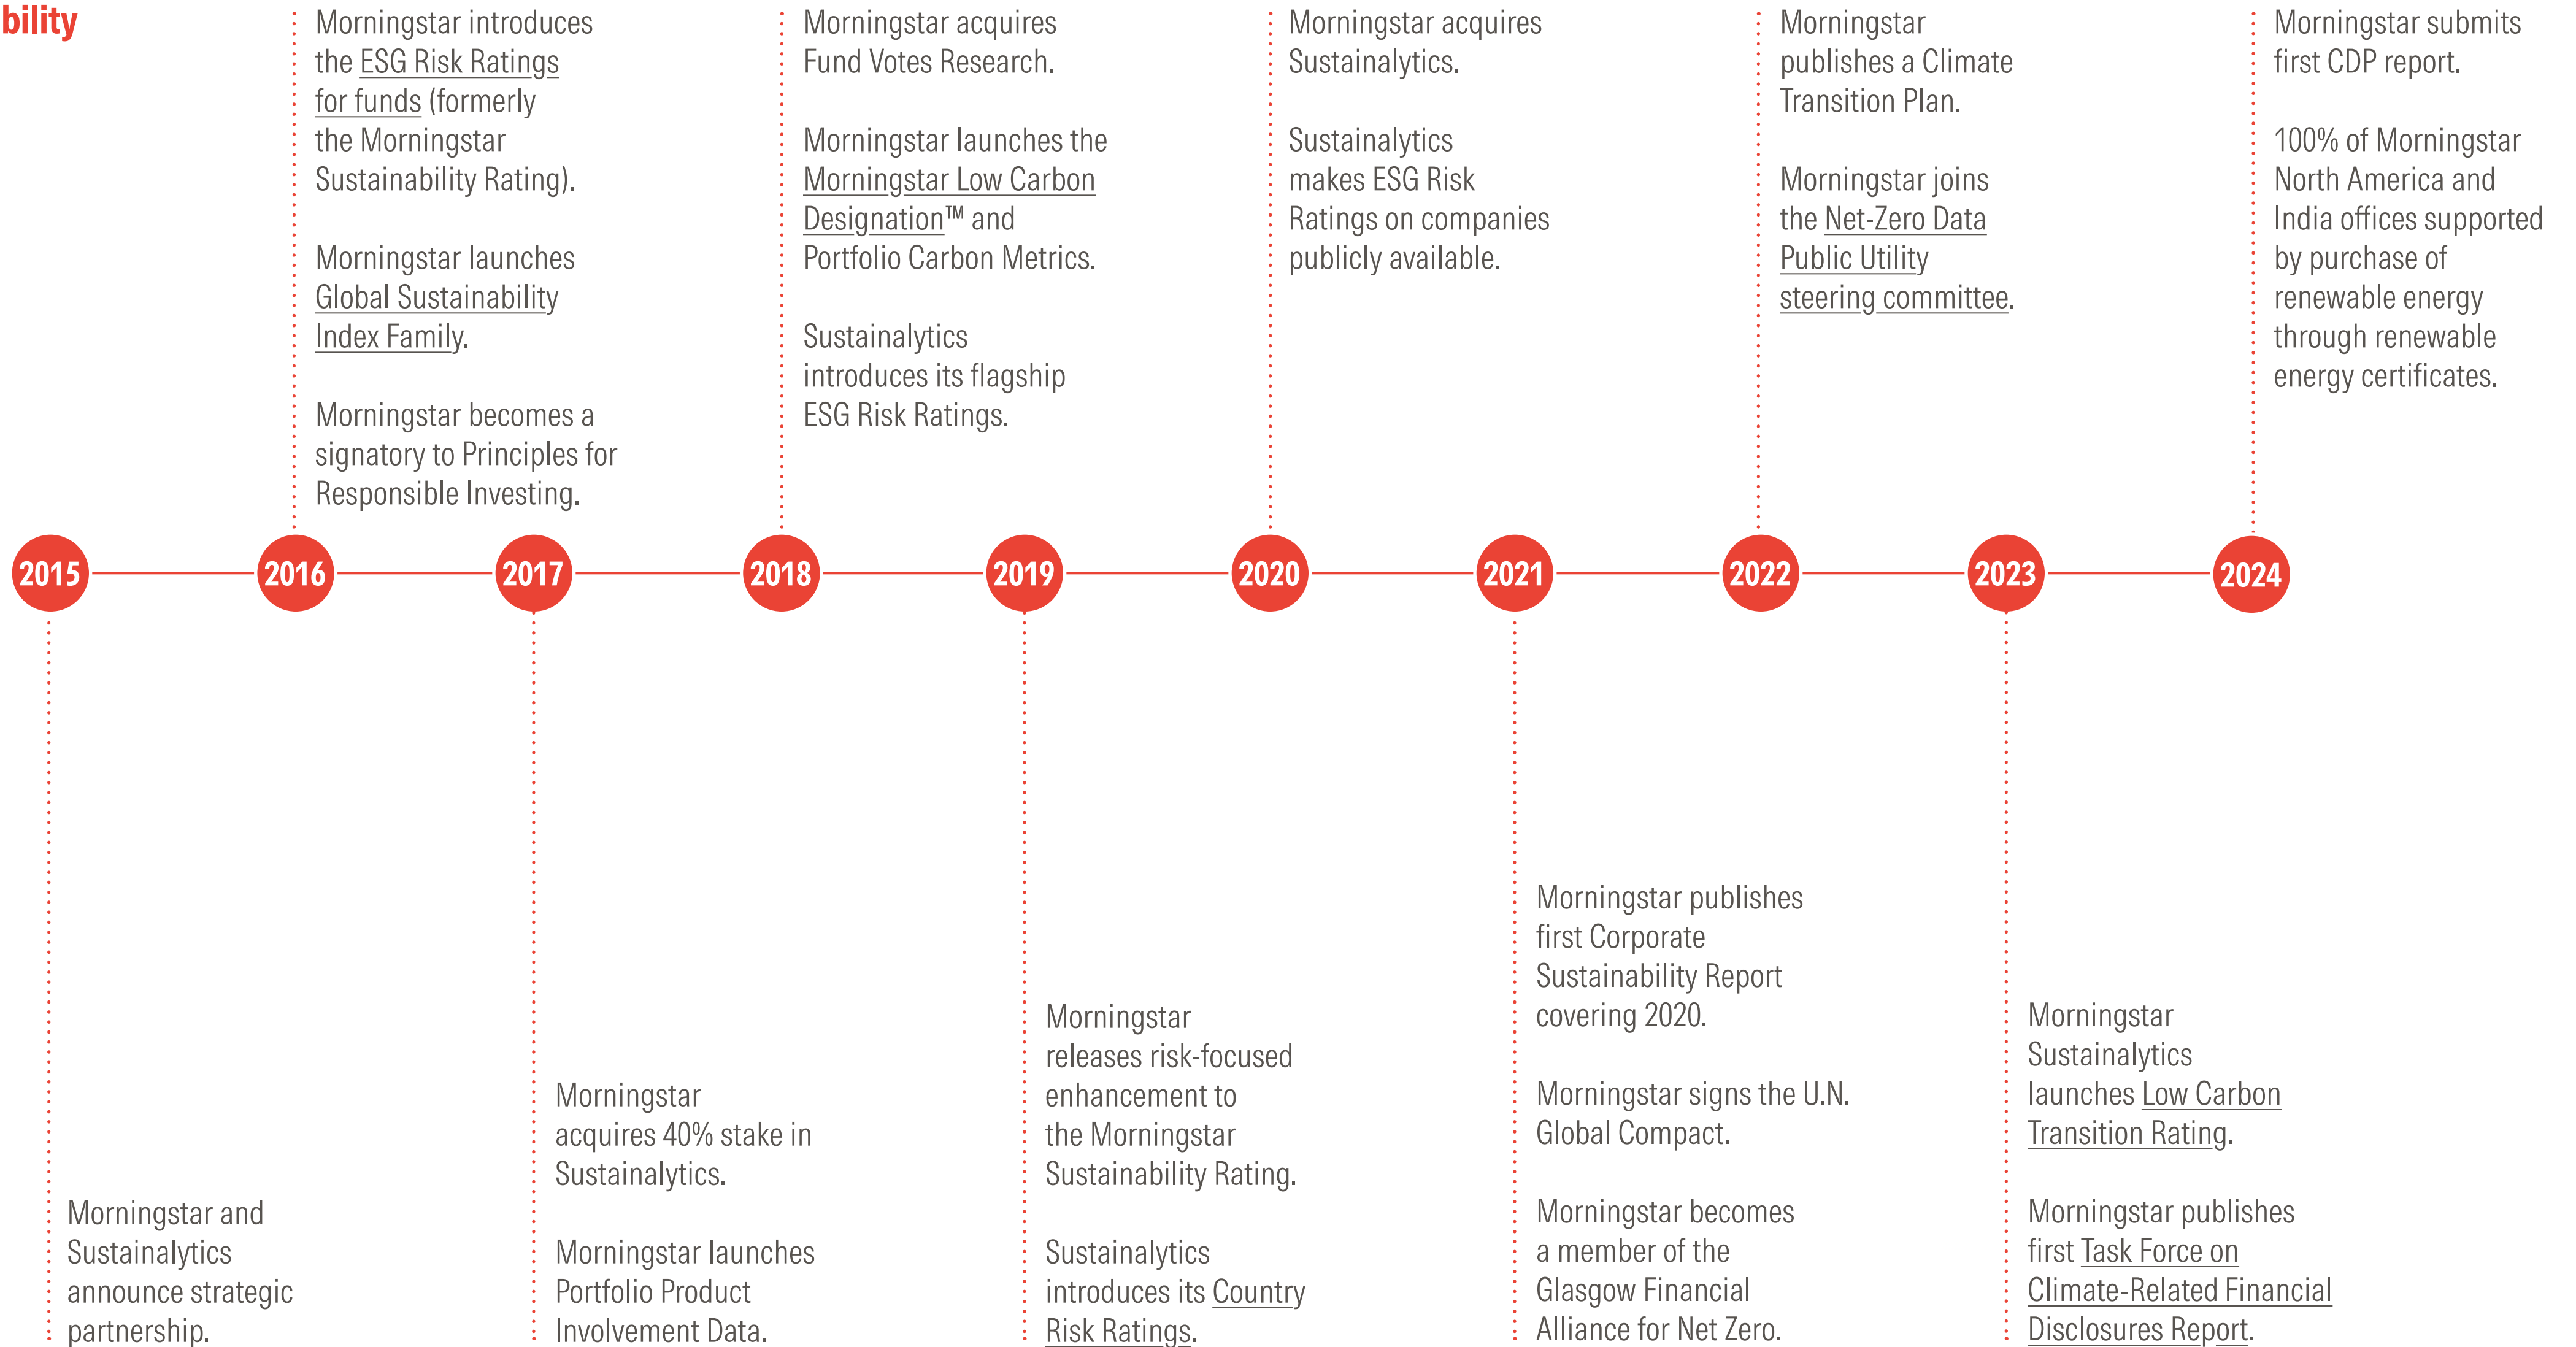 bility
Morningstar introduces
the ESG Risk Ratings
for funds (formerly
the Morningstar
Sustainability Rating).
Morningstar launches
Global Sustainability
Index Family.
Morningstar becomes a
signatory to Principles for
Responsible Investing.
Morningstar acquires
Fund Votes Research.
Morningstar launches the
Morningstar Low Carbon
Designation™ and
Portfolio Carbon Metrics.
Sustainalytics
introduces its flagship
ESG Risk Ratings.
Morningstar acquires
Sustainalytics.
Sustainalytics
makes ESG Risk
Ratings on companies
publicly available.
Morningstar
publishes a Climate
Transition Plan.
Morningstar joins
the Net-Zero Data
Public Utility
steering committee.
Morningstar submits
first CDP report.
100% of Morningstar
North America and
India offices supported
by purchase of
renewable energy
through renewable
energy certificates.
2015
2016
2017
2018
2019
2020
2021
2022
2023
2024
Morningstar and
Sustainalytics
announce strategic
partnership.
Morningstar
acquires 40% stake in
Sustainalytics.
Morningstar launches
Portfolio Product
Involvement Data.
Morningstar
releases risk-focused
enhancement to
the Morningstar
Sustainability Rating.
Sustainalytics
introduces its Country
Risk Ratings.
Morningstar publishes
first Corporate
Sustainability Report
covering 2020.
Morningstar signs the U.N.
Global Compact.
Morningstar becomes
a member of the
Glasgow Financial
Alliance for Net Zero.
Morningstar
Sustainalytics
launches Low Carbon
Transition Rating.
Morningstar publishes
first Task Force on
Climate-Related Financial
Disclosures Report.